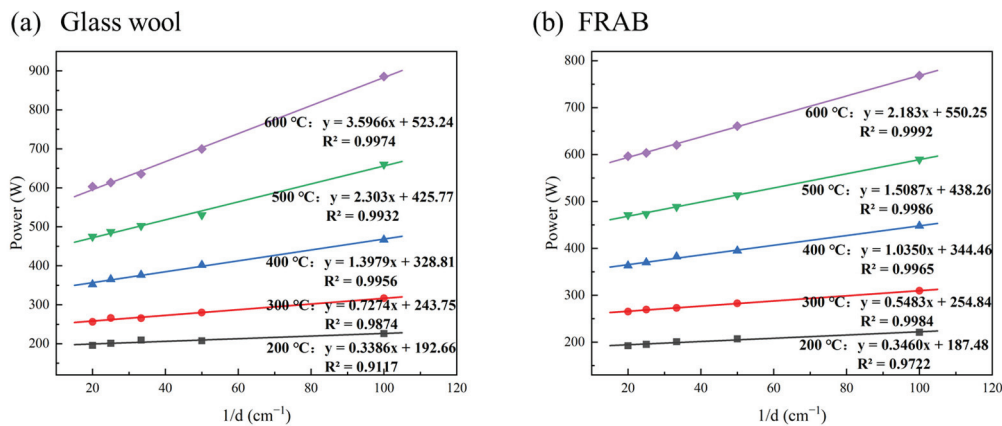 (a) Glass wool
900
800
700
600
500
400
300
200
Power (W)
600 ℃: y = 3.5966x + 523.24
R² = 0.9974
500 ℃: y = 2.303x + 425.77
R² = 0.9932
400 ℃: y = 1.3979x + 328.81
R² = 0.9956
300 ℃: y = 0.7274x + 243.75
R² = 0.9874
200 ℃: y = 0.3386x + 192.66
R² = 0.9117
20 40 60 80 100 120
1/d (cm⁻¹)
(b) FRAB
800
700
600
500
400
300
200
Power (W)
600 ℃: y = 2.183x + 550.25
R² = 0.9992
500 ℃: y = 1.5087x + 438.26
R² = 0.9986
400 ℃: y = 1.0350x + 344.46
R² = 0.9965
300 ℃: y = 0.5483x + 254.84
R² = 0.9984
200 ℃: y = 0.3460x + 187.48
R² = 0.9722
20 40 60 80 100 120
1/d (cm⁻¹)